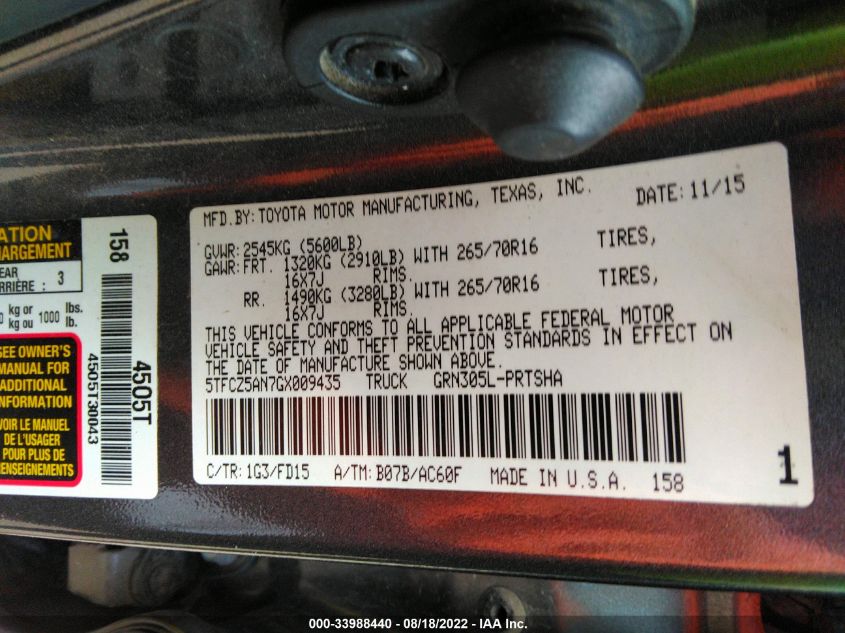 MFD.BY: TOYOTA MOTOR MANUFACTURING, TEXAS, INC. DATE: 11/15
GVWR: 2545KG (5600LB)
GAWR: FRT. 1320KG (2910LB) WITH 265/70R16 TIRES,
16X7J RIMS.
RR. 1490KG (3280LB) WITH 265/70R16 TIRES,
16X7J RIMS.
THIS VEHICLE CONFORMS TO ALL APPLICABLE FEDERAL MOTOR
VEHICLE SAFETY AND THEFT PREVENTION STANDARDS IN EFFECT ON
THE DATE OF MANUFACTURE SHOWN ABOVE.
5TFCZ5AN7GX009435 TRUCK GRN305L-PRTSHA
C/TR: 1G3/FD15 A/TM: B07B/AC60F MADE IN U.S.A. 158
1
ATION
HARGEMENT
EAR
RRIÈRE : 3
kg or 1000 lbs.
kg ou lb.
SEE OWNER'S
MANUAL FOR
ADDITIONAL
INFORMATION
VOIR LE MANUEL
DE L'USAGER
POUR PLUS DE
RENSEIGNEMENTS
158
4505T
4505T30043
000-33988440 - 08/18/2022 - IAA Inc.